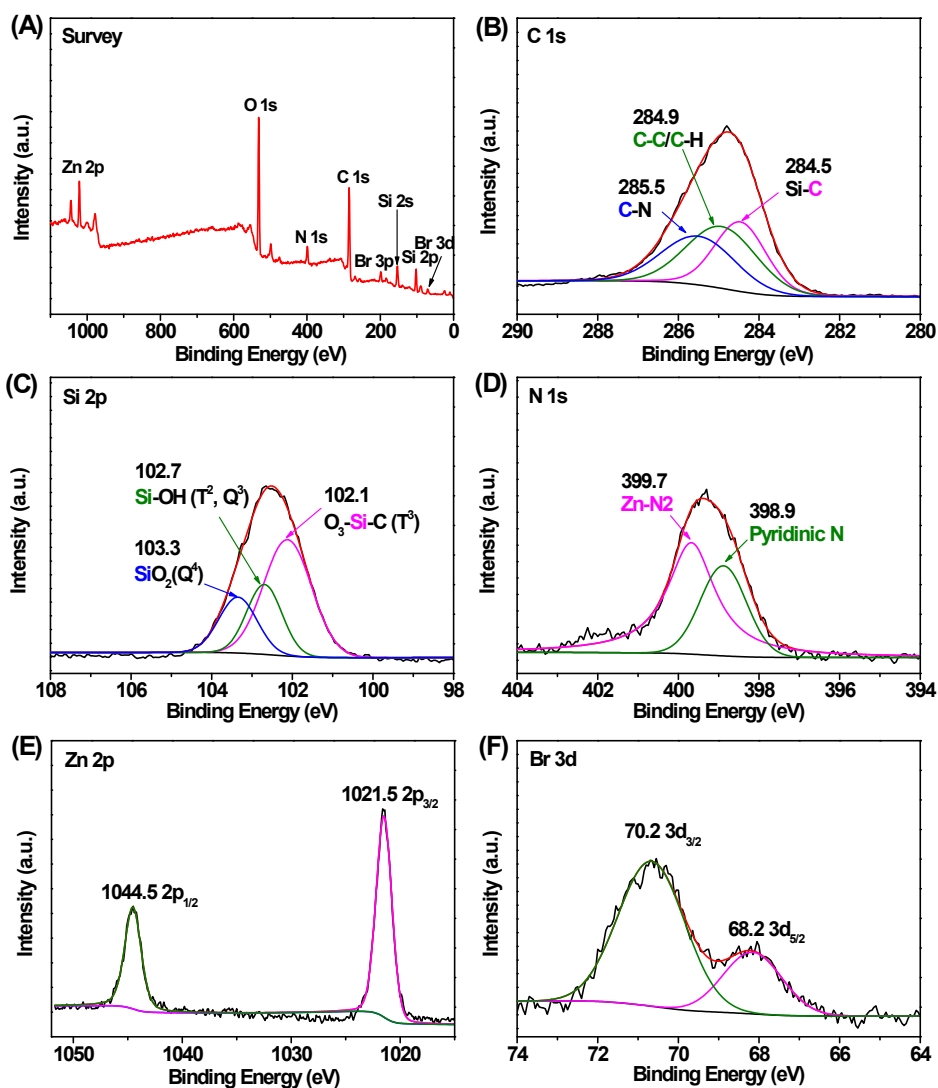 (A)
Survey
O 1s
Zn 2p
C 1s
Si 2s
N 1s
Br 3d
Br 3p
Si 2p
Intensity (a.u.)
1000 800 600 400 200 0
Binding Energy (eV)
(B)
C 1s
284.9
C-C/C-H
284.5
Si-C
285.5
C-N
Intensity (a.u.)
290 288 286 284 282 280
Binding Energy (eV)
(C)
Si 2p
102.7
Si-OH (T², Q³)
102.1
O₃-Si-C (T³)
103.3
SiO₂(Q⁴)
Intensity (a.u.)
108 106 104 102 100 98
Binding Energy (eV)
(D)
N 1s
399.7
Zn-N2
398.9
Pyridinic N
Intensity (a.u.)
404 402 400 398 396 394
Binding Energy (eV)
(E)
Zn 2p
1021.5 2p₃/₂
1044.5 2p₁/₂
Intensity (a.u.)
1050 1040 1030 1020
Binding Energy (eV)
(F)
Br 3d
70.2 3d₃/₂
68.2 3d₅/₂
Intensity (a.u.)
74 72 70 68 66 64
Binding Energy (eV)